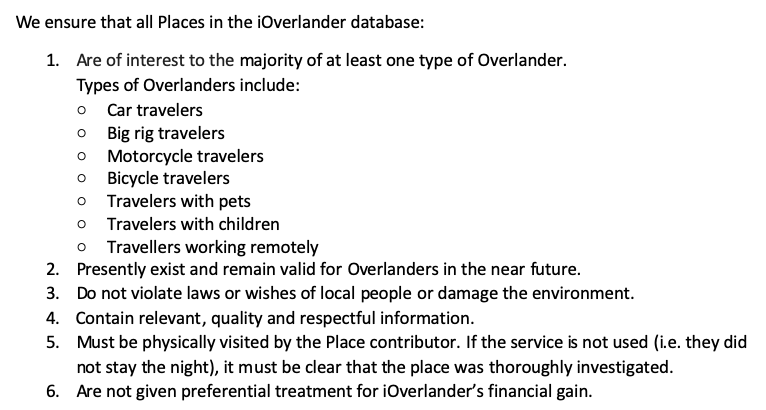 We ensure that all Places in the iOverlander database:
1. Are of interest to the majority of at least one type of Overlander.
Types of Overlanders include:
○ Car travelers
○ Big rig travelers
○ Motorcycle travelers
○ Bicycle travelers
○ Travelers with pets
○ Travelers with children
○ Travellers working remotely
2. Presently exist and remain valid for Overlanders in the near future.
3. Do not violate laws or wishes of local people or damage the environment.
4. Contain relevant, quality and respectful information.
5. Must be physically visited by the Place contributor. If the service is not used (i.e. they did
not stay the night), it must be clear that the place was thoroughly investigated.
6. Are not given preferential treatment for iOverlander’s financial gain.